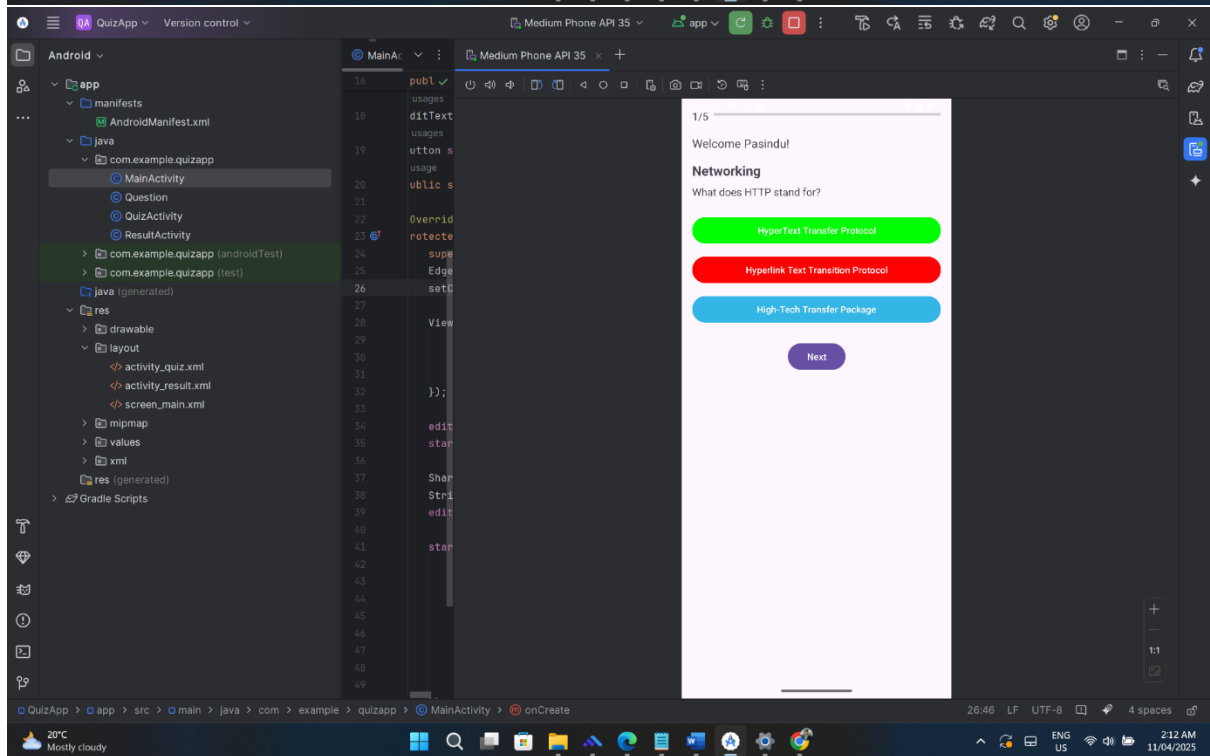 QA QuizApp Version control Medium Phone API 35 app
Android
app
manifests
AndroidManifest.xml
java
com.example.quizapp
MainActivity
Question
QuizActivity
ResultActivity
com.example.quizapp (androidTest)
com.example.quizapp (test)
java (generated)
res
drawable
layout
activity_quiz.xml
activity_result.xml
screen_main.xml
mipmap
values
xml
res (generated)
Gradle Scripts
MainAc
16 publ
usages
18 ditText
usages
19 utton s
usage
20 ublic s
21
22 Overrid
23 rotecte
24 supe
25 Edge
26 setC
27
28 View
29
30
31
32 });
33
34 edit
35 star
36
37 Shar
38 Stri
39 edit
40
41 star
42
43
44
45
46
47
48
49
Medium Phone API 35
1/5
Welcome Pasindu!
Networking
What does HTTP stand for?
HyperText Transfer Protocol
Hyperlink Text Transition Protocol
High-Tech Transfer Package
Next
1:1
QuizApp > app > src > main > java > com > example > quizapp > MainActivity > onCreate 26:46 LF UTF-8 4 spaces
20°C
Mostly cloudy
ENG
US
2:12 AM
11/04/2025